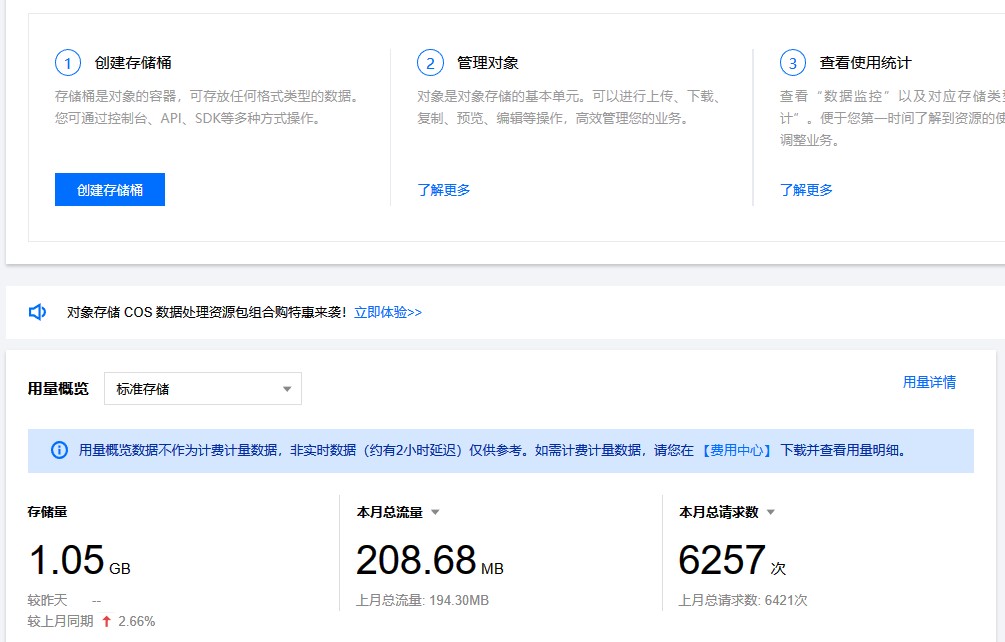 1 创建存储桶
存储桶是对象的容器，可存放任何格式类型的数据。
您可通过控制台、API、SDK等多种方式操作。
创建存储桶
2 管理对象
对象是对象存储的基本单元。可以进行上传、下载、
复制、预览、编辑等操作，高效管理您的业务。
了解更多
3 查看使用统计
查看“数据监控”以及对应存储类
计”。便于您第一时间了解到资源的使
调整业务。
了解更多
对象存储 COS 数据处理资源包组合购特惠来袭！立即体验>>
用量概览 标准存储
用量详情
用量概览数据不作为计费计量数据，非实时数据（约有2小时延迟）仅供参考。如需计费计量数据，请您在【费用中心】下载并查看用量明细。
存储量
1.05 GB
较昨天 --
较上月同期 ↑ 2.66%
本月总流量
208.68 MB
上月总流量: 194.30MB
本月总请求数
6257 次
上月总请求数: 6421次